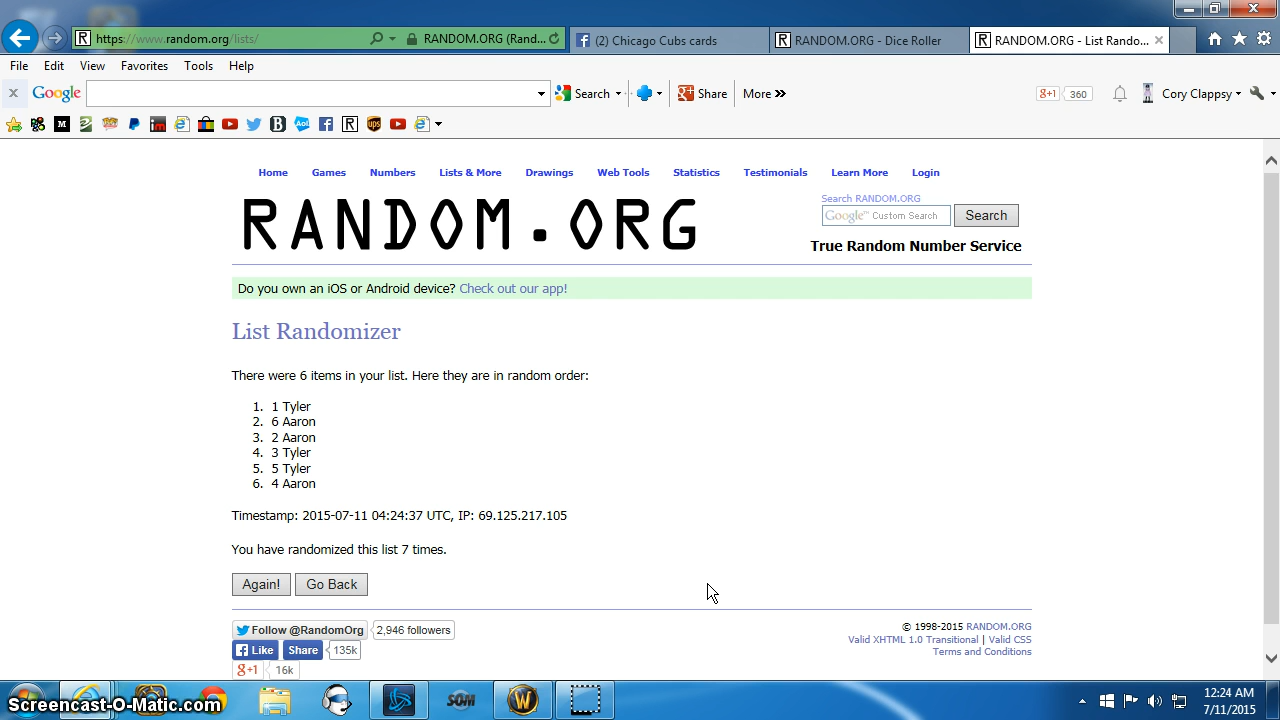 https://www.random.org/lists/
RANDOM.ORG (Rand...
(2) Chicago Cubs cards
RANDOM.ORG - Dice Roller
RANDOM.ORG - List Rando...
File Edit View Favorites Tools Help
Google
Search
Share
More »
g+1 360
Cory Clappsy
Home Games Numbers Lists & More Drawings Web Tools Statistics Testimonials Learn More Login
RANDOM.ORG
Search RANDOM.ORG
Google™ Custom Search
Search
True Random Number Service
Do you own an iOS or Android device? Check out our app!
List Randomizer
There were 6 items in your list. Here they are in random order:
1. 1 Tyler
2. 6 Aaron
3. 2 Aaron
4. 3 Tyler
5. 5 Tyler
6. 4 Aaron
Timestamp: 2015-07-11 04:24:37 UTC, IP: 69.125.217.105
You have randomized this list 7 times.
Again! Go Back
Follow @RandomOrg 2,946 followers
Like Share 135k
g+1 16k
© 1998-2015 RANDOM.ORG
Valid XHTML 1.0 Transitional | Valid CSS
Terms and Conditions
Screencast-O-Matic.com
SOM
12:24 AM
7/11/2015